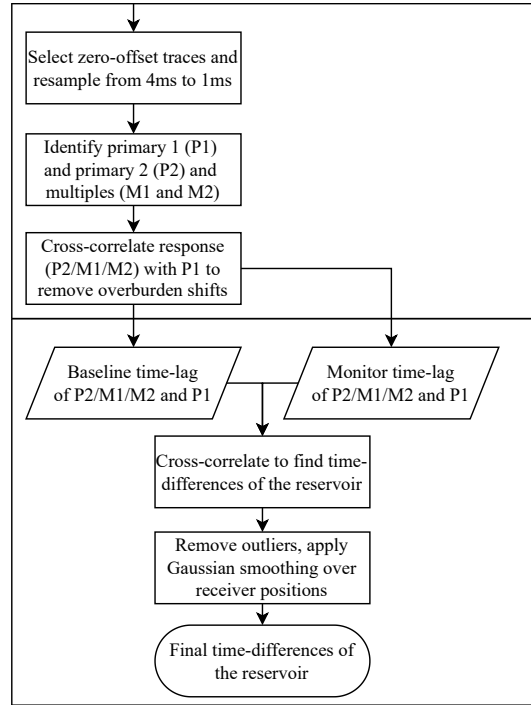 Select zero-offset traces and
resample from 4ms to 1ms
Identify primary 1 (P1)
and primary 2 (P2) and
multiples (M1 and M2)
Cross-correlate response
(P2/M1/M2) with P1 to
remove overburden shifts
Baseline time-lag
of P2/M1/M2 and P1
Monitor time-lag
of P2/M1/M2 and P1
Cross-correlate to find time-
differences of the reservoir
Remove outliers, apply
Gaussian smoothing over
receiver positions
Final time-differences of
the reservoir